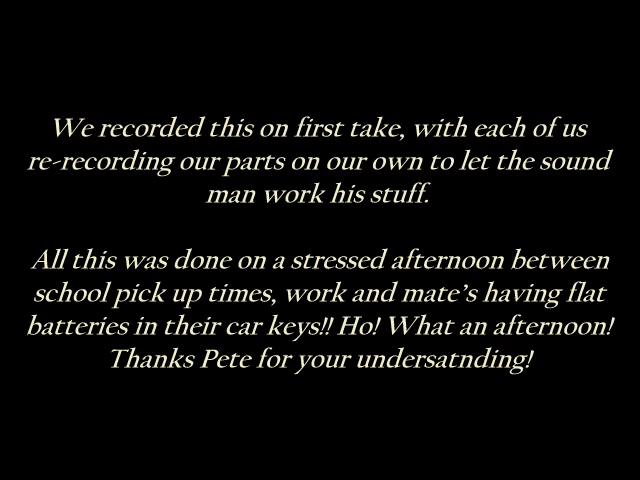 We recorded this on first take, with each of us
re-recording our parts on our own to let the sound
man work his stuff.
All this was done on a stressed afternoon between
school pick up times, work and mate's having flat
batteries in their car keys!! Ho! What an afternoon!
Thanks Pete for your undersatnding!